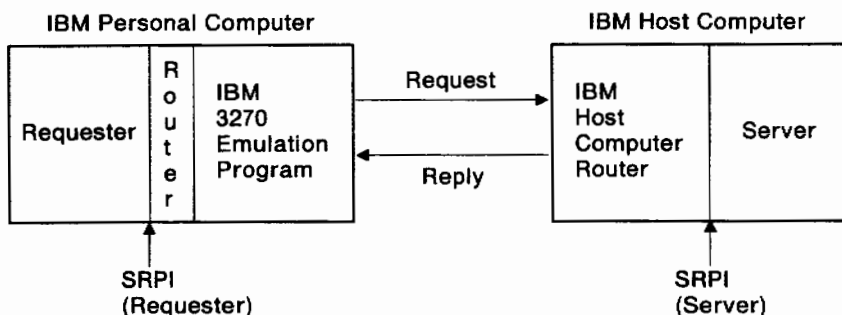 IBM Personal Computer
IBM Host Computer
Requester
Router
IBM
3270
Emulation
Program
Request
Reply
IBM
Host
Computer
Router
Server
SRPI
(Requester)
SRPI
(Server)